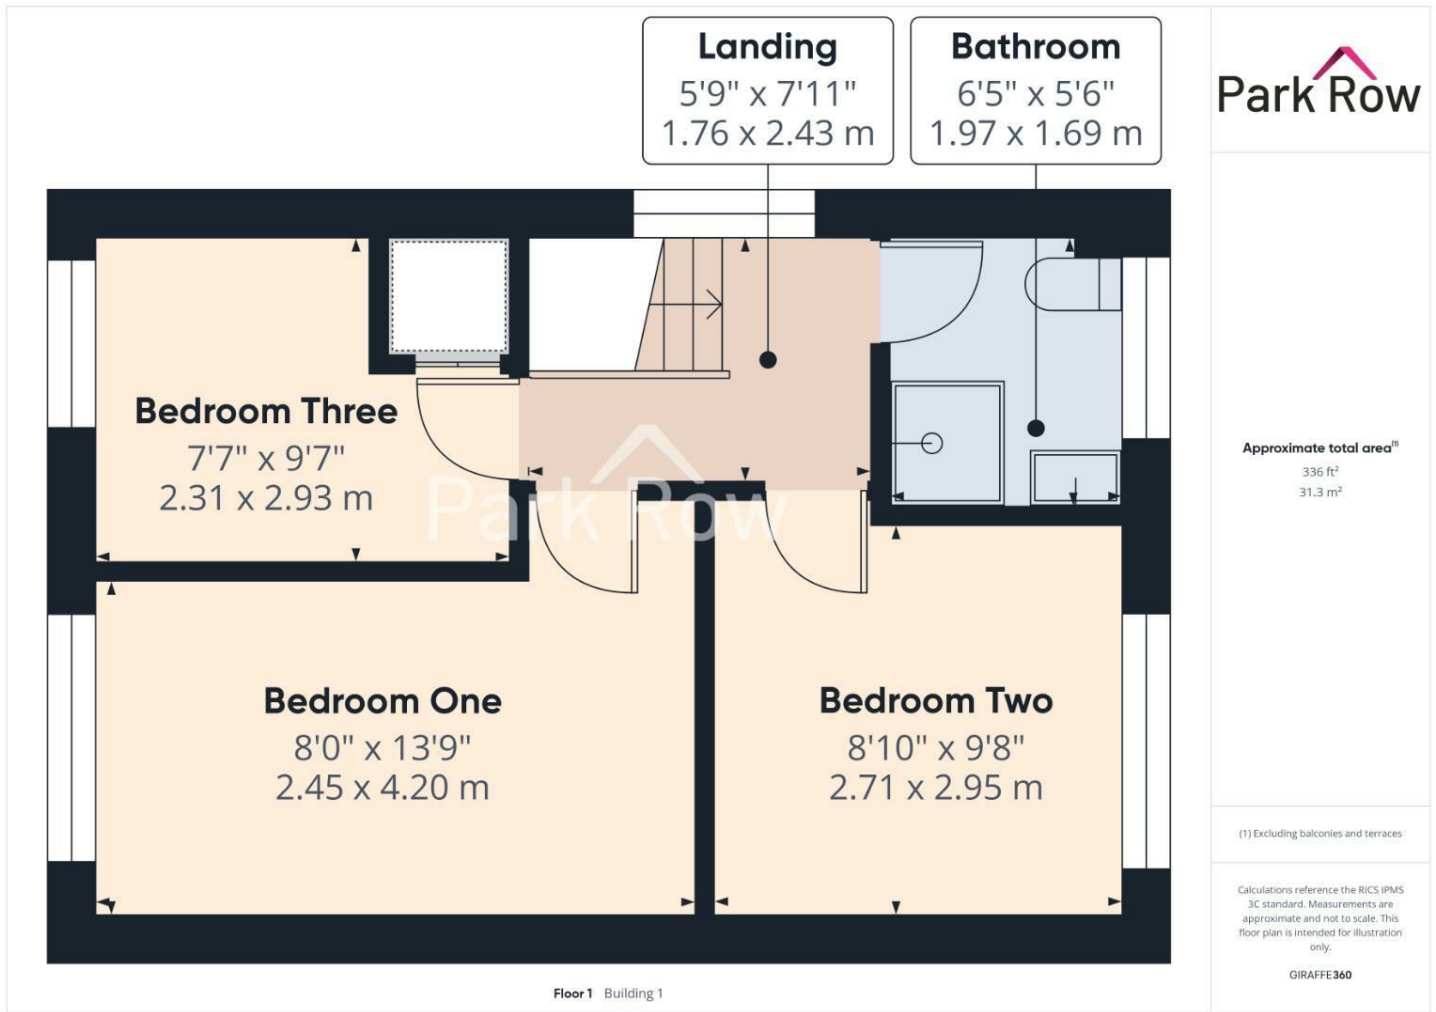 Landing
5'9" x 7'11"
1.76 x 2.43 m
Bathroom
6'5" x 5'6"
1.97 x 1.69 m
Park Row
Bedroom Three
7'7" x 9'7"
2.31 x 2.93 m
Park Row
Bedroom One
8'0" x 13'9"
2.45 x 4.20 m
Bedroom Two
8'10" x 9'8"
2.71 x 2.95 m
Approximate total area(1)
336 ft²
31.3 m²
(1) Excluding balconies and terraces
Calculations reference the RICS IPMS
3C standard. Measurements are
approximate and not to scale. This
floor plan is intended for illustration
only.
GIRAFFE360
Floor 1 Building 1